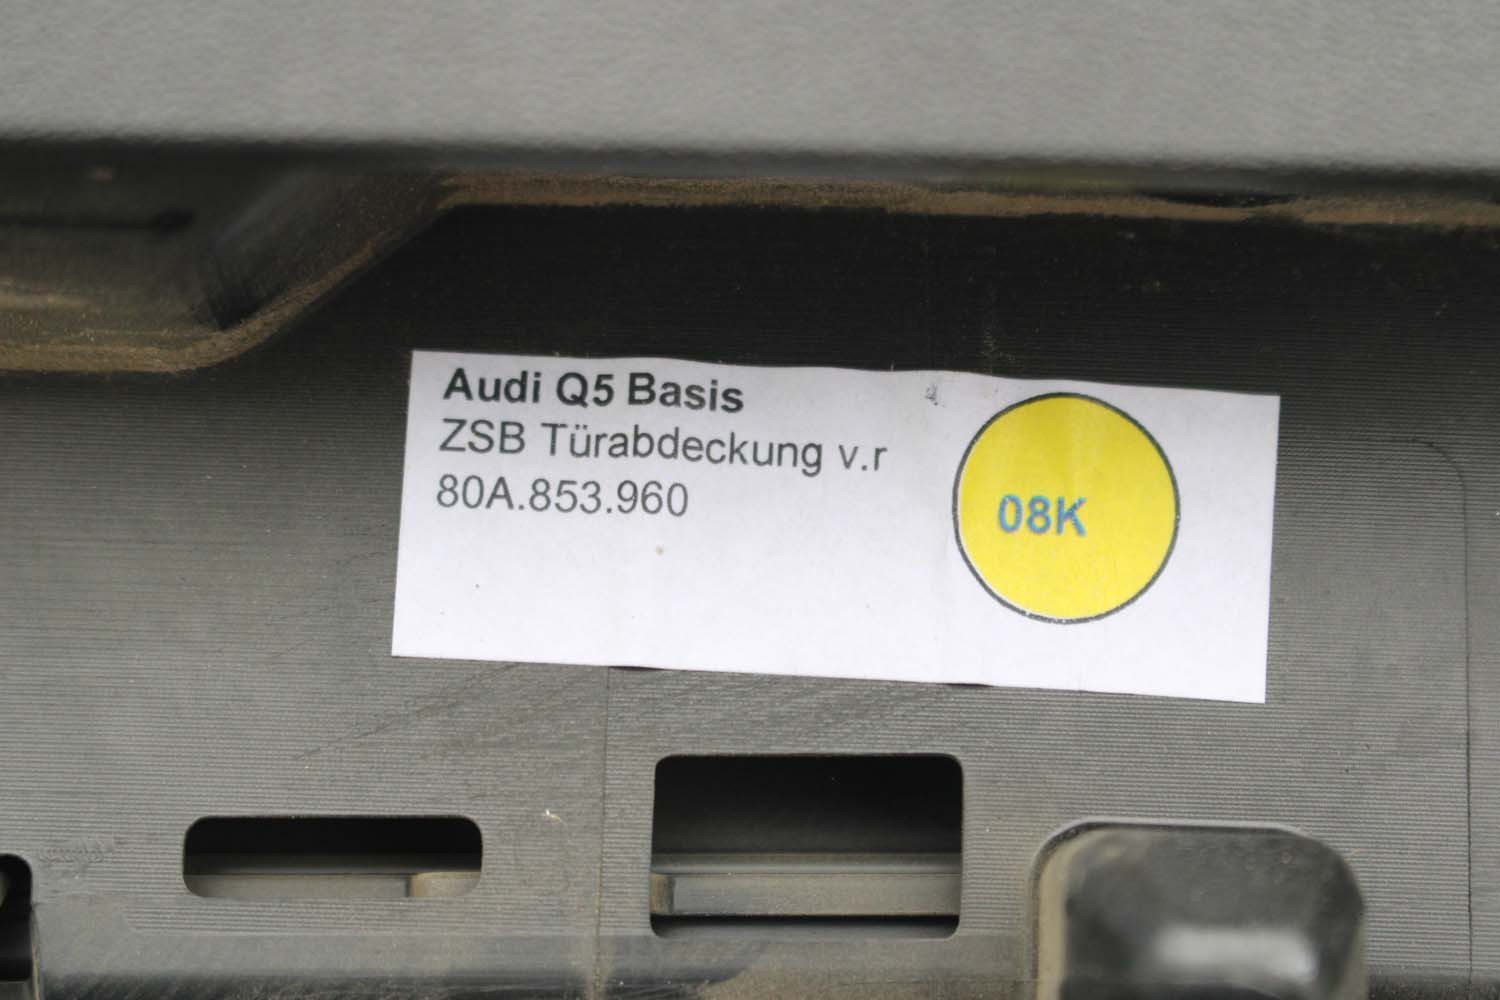 Audi Q5 Basis
ZSB Türabdeckung v.r
80A.853.960
08K